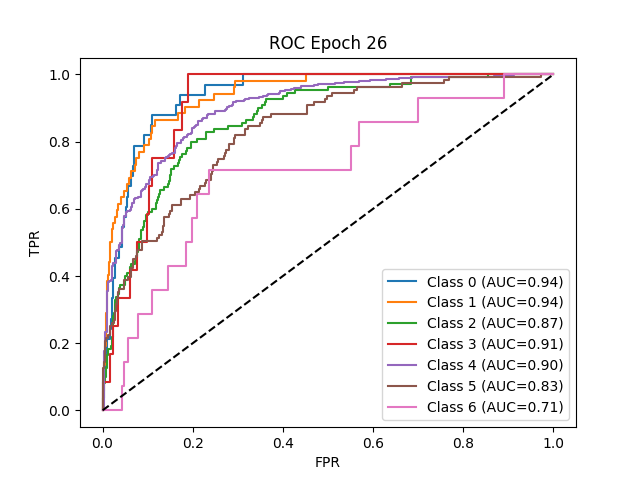 ROC Epoch 26
TPR
1.0
0.8
0.6
0.4
0.2
0.0
Class 0 (AUC=0.94)
Class 1 (AUC=0.94)
Class 2 (AUC=0.87)
Class 3 (AUC=0.91)
Class 4 (AUC=0.90)
Class 5 (AUC=0.83)
Class 6 (AUC=0.71)
0.0 0.2 0.4 0.6 0.8 1.0
FPR